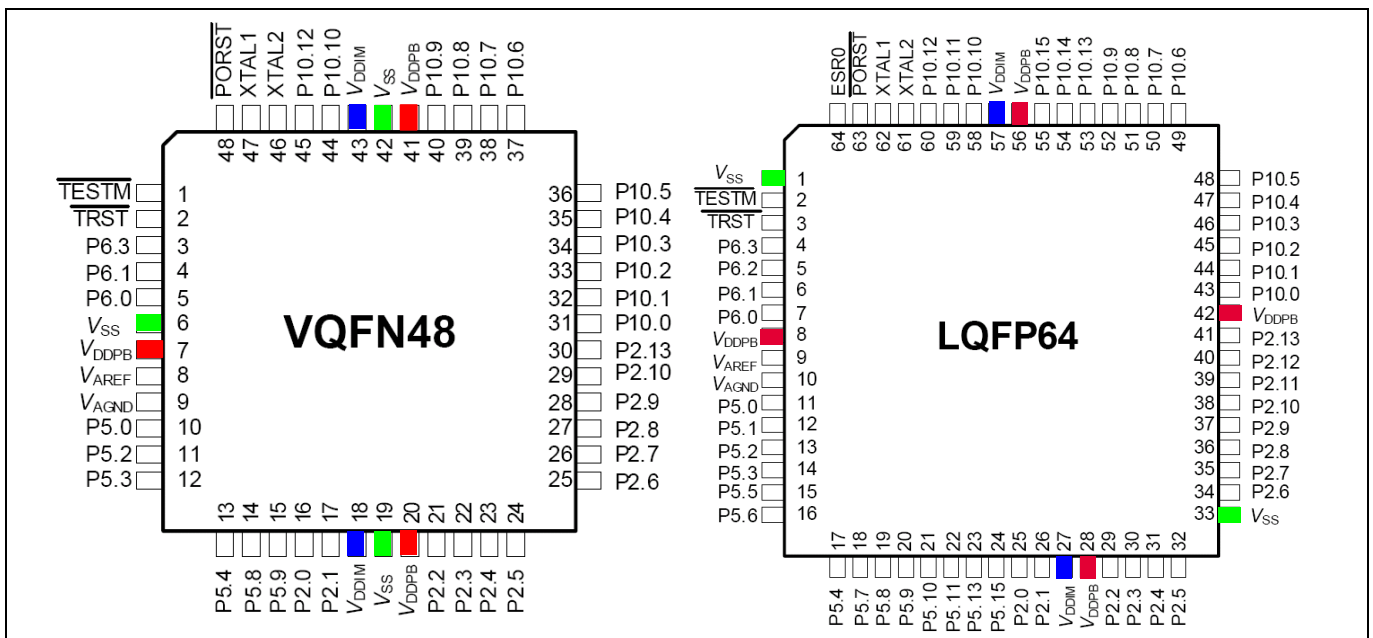 PORST
XTAL1
XTAL2
P10.12
P10.10
VDDIM
VSS
VDDPB
P10.9
P10.8
P10.7
P10.6
48
47
46
45
44
43
42
41
40
39
38
37
TESTM 1
TRST 2
P6.3 3
P6.1 4
P6.0 5
VSS 6
VDDPB 7
VAREF 8
VAGND 9
P5.0 10
P5.2 11
P5.3 12
VQFN48
36 P10.5
35 P10.4
34 P10.3
33 P10.2
32 P10.1
31 P10.0
30 P2.13
29 P2.10
28 P2.9
27 P2.8
26 P2.7
25 P2.6
13
14
15
16
17
18
19
20
21
22
23
24
P5.4
P5.8
P5.9
P2.0
P2.1
VDDIM
VSS
VDDPB
P2.2
P2.3
P2.4
P2.5
ESR0
PORST
XTAL1
XTAL2
P10.12
P10.11
P10.10
VDDIM
VDDPB
P10.15
P10.14
P10.13
P10.9
P10.8
P10.7
P10.6
64
63
62
61
60
59
58
57
56
55
54
53
52
51
50
49
VSS 1
TESTM 2
TRST 3
P6.3 4
P6.2 5
P6.1 6
P6.0 7
VDDPB 8
VAREF 9
VAGND 10
P5.0 11
P5.1 12
P5.2 13
P5.3 14
P5.5 15
P5.6 16
LQFP64
48 P10.5
47 P10.4
46 P10.3
45 P10.2
44 P10.1
43 P10.0
42 VDDPB
41 P2.13
40 P2.12
39 P2.11
38 P2.10
37 P2.9
36 P2.8
35 P2.7
34 P2.6
33 VSS
17
18
19
20
21
22
23
24
25
26
27
28
29
30
31
32
P5.4
P5.7
P5.8
P5.9
P5.10
P5.11
P5.13
P5.15
P2.0
P2.1
VDDIM
VDDPB
P2.2
P2.3
P2.4
P2.5